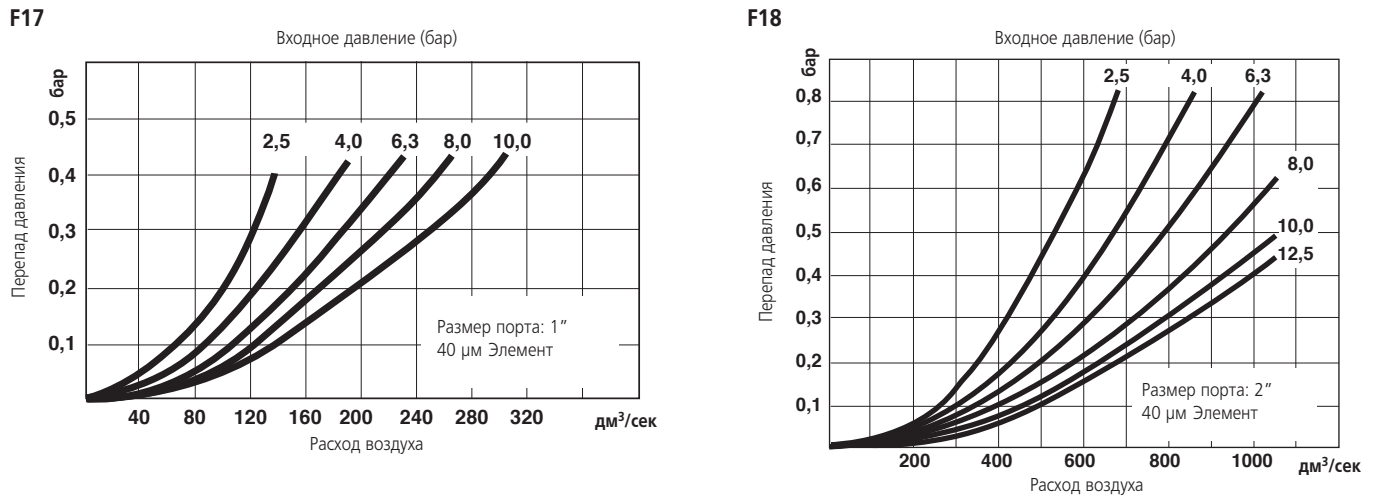 F17
Входное давление (бар)
бар
Перепад давления
0,5
0,4
0,3
0,2
0,1
2,5 4,0 6,3 8,0 10,0
Размер порта: 1"
40 μм Элемент
40 80 120 160 200 240 280 320 дм³/сек
Расход воздуха
F18
Входное давление (бар)
бар
Перепад давления
0,8
0,7
0,6
0,5
0,4
0,3
0,2
0,1
2,5 4,0 6,3
8,0
10,0
12,5
Размер порта: 2"
40 μм Элемент
200 400 600 800 1000 дм³/сек
Расход воздуха